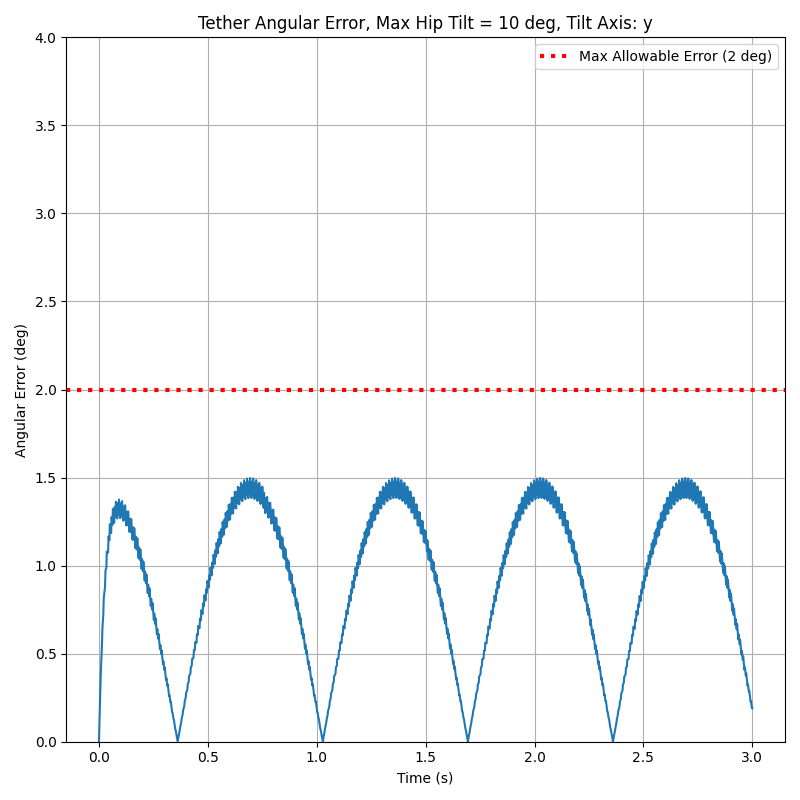 Tether Angular Error, Max Hip Tilt = 10 deg, Tilt Axis: y
Max Allowable Error (2 deg)
Angular Error (deg)
4.0
3.5
3.0
2.5
2.0
1.5
1.0
0.5
0.0
0.0 0.5 1.0 1.5 2.0 2.5 3.0
Time (s)